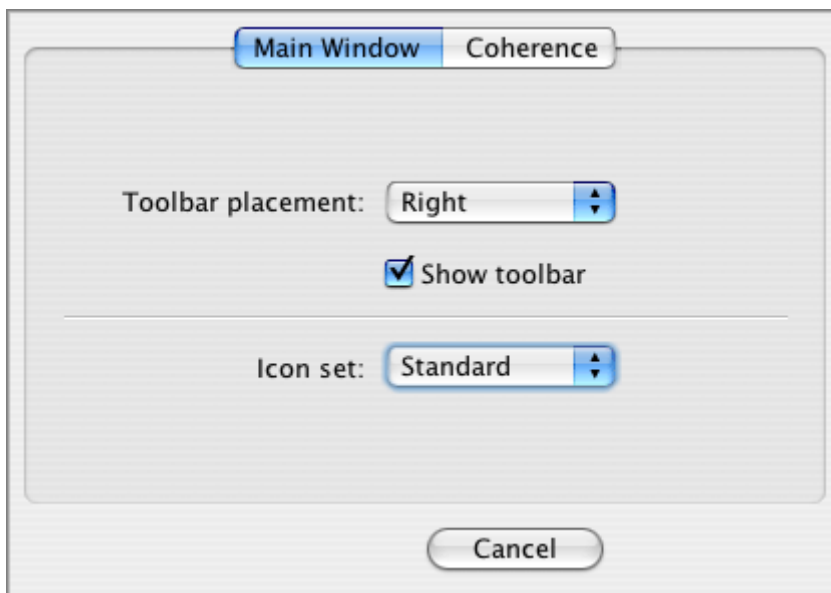 Main Window Coherence
Toolbar placement: Right
Show toolbar
Icon set: Standard
Cancel